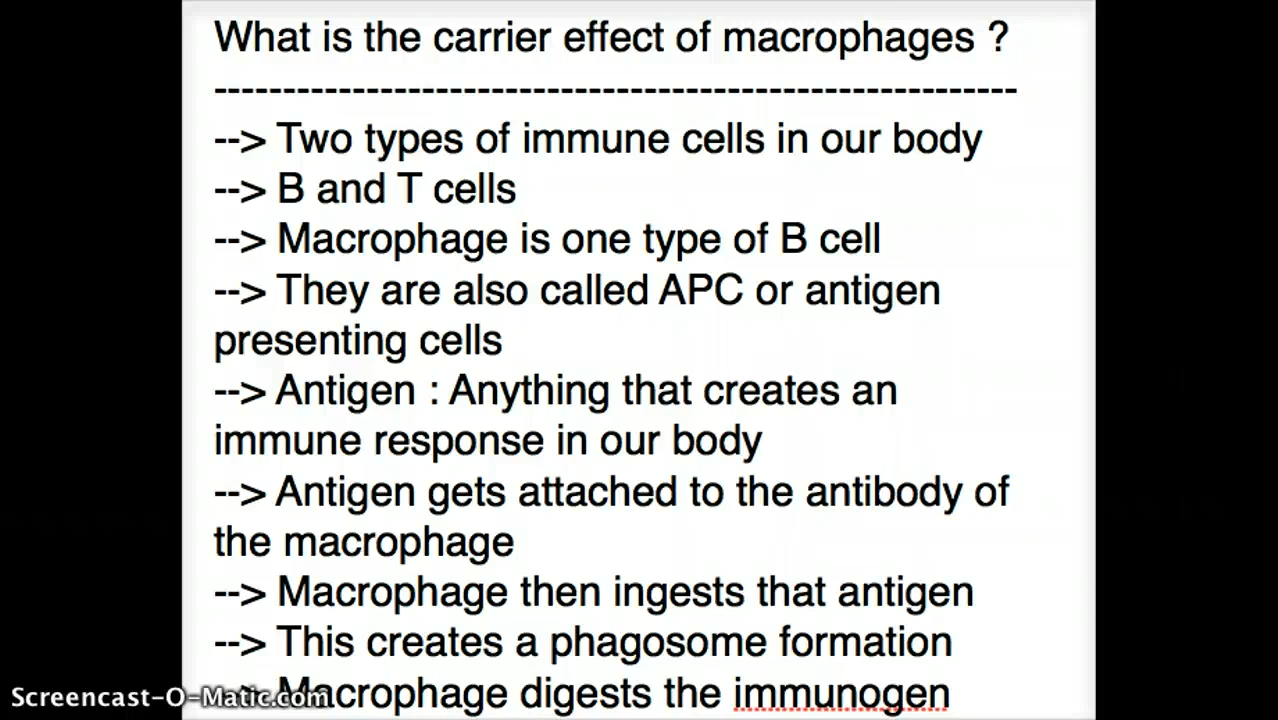 What is the carrier effect of macrophages ?
-----------------------------------------------------------
--> Two types of immune cells in our body
--> B and T cells
--> Macrophage is one type of B cell
--> They are also called APC or antigen
presenting cells
--> Antigen : Anything that creates an
immune response in our body
--> Antigen gets attached to the antibody of
the macrophage
--> Macrophage then ingests that antigen
--> This creates a phagosome formation
--> Macrophage digests the immunogen
Screencast-O-Matic.com